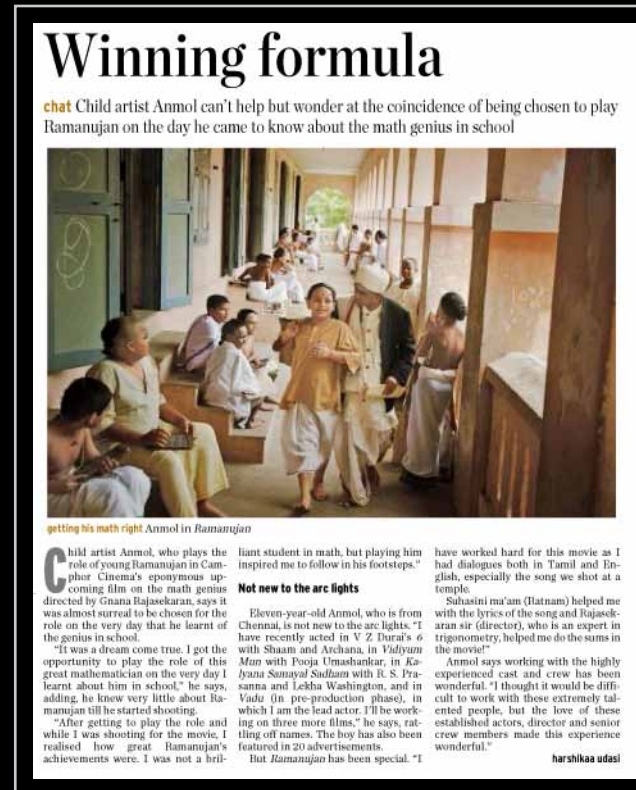 Winning formula
chat Child artist Anmol can't help but wonder at the coincidence of being chosen to play
Ramanujan on the day he came to know about the math genius in school
getting his math right Anmol in Ramanujan
Child artist Anmol, who plays the
role of young Ramanujan in Cam-
phor Cinema's eponymous up-
coming film on the math genius
directed by Gnana Rajasekaran, says it
was almost surreal to be chosen for the
role on the very day that he learnt of
the genius in school.
"It was a dream come true. I got the
opportunity to play the role of this
great mathematician on the very day I
learnt about him in school," he says,
adding, he knew very little about Ra-
manujan till he started shooting.
"After getting to play the role and
while I was shooting for the movie, I
realised how great Ramanujan's
achievements were. I was not a bril-
liant student in math, but playing him
inspired me to follow in his footsteps."
Not new to the arc lights
Eleven-year-old Anmol, who is from
Chennai, is not new to the arc lights. "I
have recently acted in V Z Durai's 6
with Shaam and Archana, in Vidiyum
Mun with Pooja Umashankar, in Ka-
lyana Samayal Sadham with R. S. Pra-
sanna and Lekha Washington, and in
Vadu (in pre-production phase), in
which I am the lead actor. I'll be work-
ing on three more films," he says, rat-
tling off names. The boy has also been
featured in 20 advertisements.
But Ramanujan has been special. "I
have worked hard for this movie as I
had dialogues both in Tamil and En-
glish, especially the song we shot at a
temple.
Suhasini ma'am (Ratnam) helped me
with the lyrics of the song and Rajasek-
aran sir (director), who is an expert in
trigonometry, helped me do the sums in
the movie!"
Anmol says working with the highly
experienced cast and crew has been
wonderful. "I thought it would be diffi-
cult to work with these extremely tal-
ented people, but the love of these
established actors, director and senior
crew members made this experience
wonderful."
harshikaa udasi